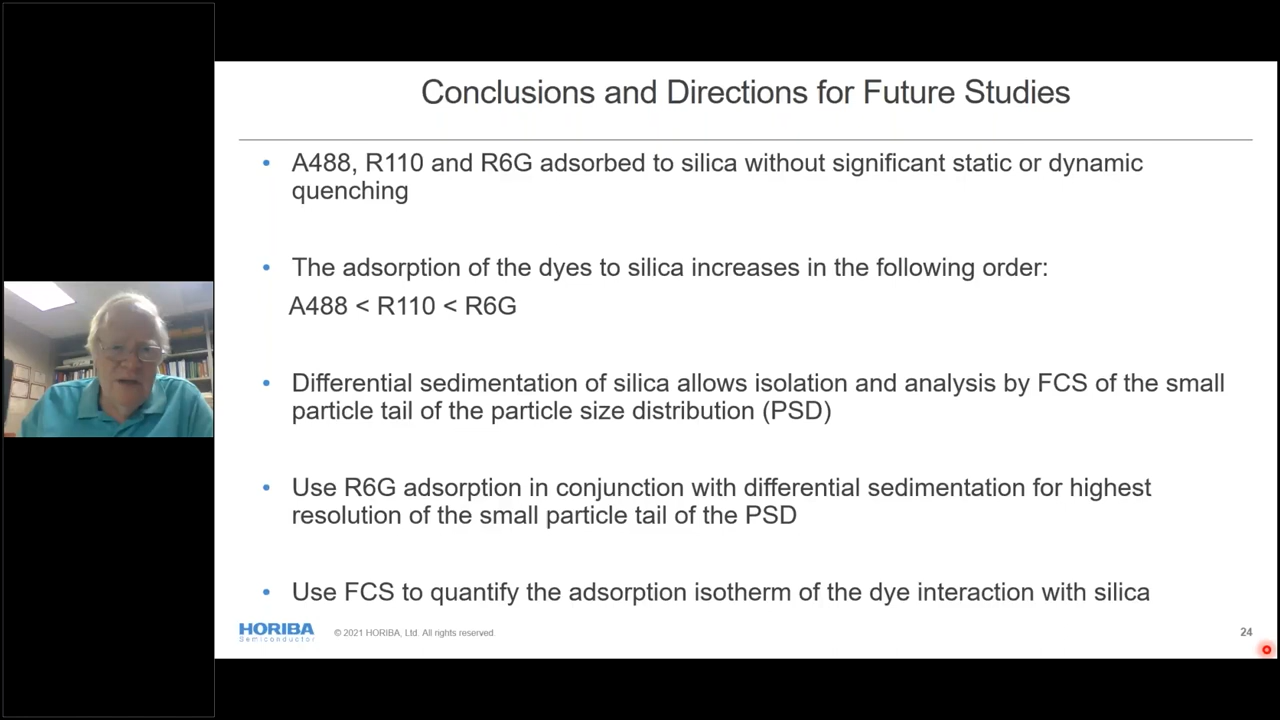 Conclusions and Directions for Future Studies
• A488, R110 and R6G adsorbed to silica without significant static or dynamic
quenching
• The adsorption of the dyes to silica increases in the following order:
A488 < R110 < R6G
• Differential sedimentation of silica allows isolation and analysis by FCS of the small
particle tail of the particle size distribution (PSD)
• Use R6G adsorption in conjunction with differential sedimentation for highest
resolution of the small particle tail of the PSD
• Use FCS to quantify the adsorption isotherm of the dye interaction with silica
HORIBA
Semiconductor
© 2021 HORIBA, Ltd. All rights reserved.
24